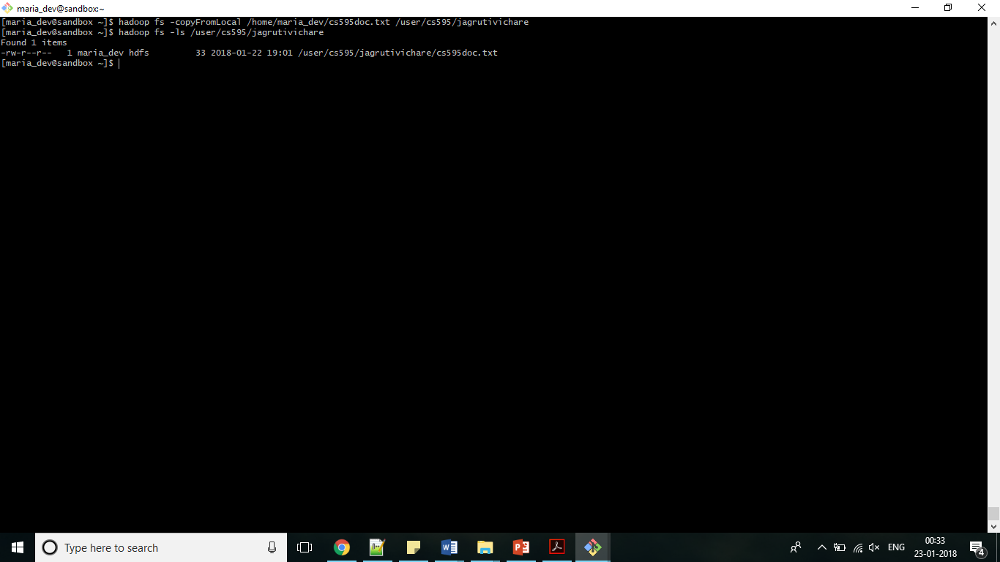 maria_dev@sandbox:~
[maria_dev@sandbox ~]$ hadoop fs -copyFromLocal /home/maria_dev/cs595doc.txt /user/cs595/jagrutivichare
[maria_dev@sandbox ~]$ hadoop fs -ls /user/cs595/jagrutivichare
Found 1 items
-rw-r--r--   1 maria_dev hdfs         33 2018-01-22 19:01 /user/cs595/jagrutivichare/cs595doc.txt
[maria_dev@sandbox ~]$
Type here to search
ENG
00:33
23-01-2018
4